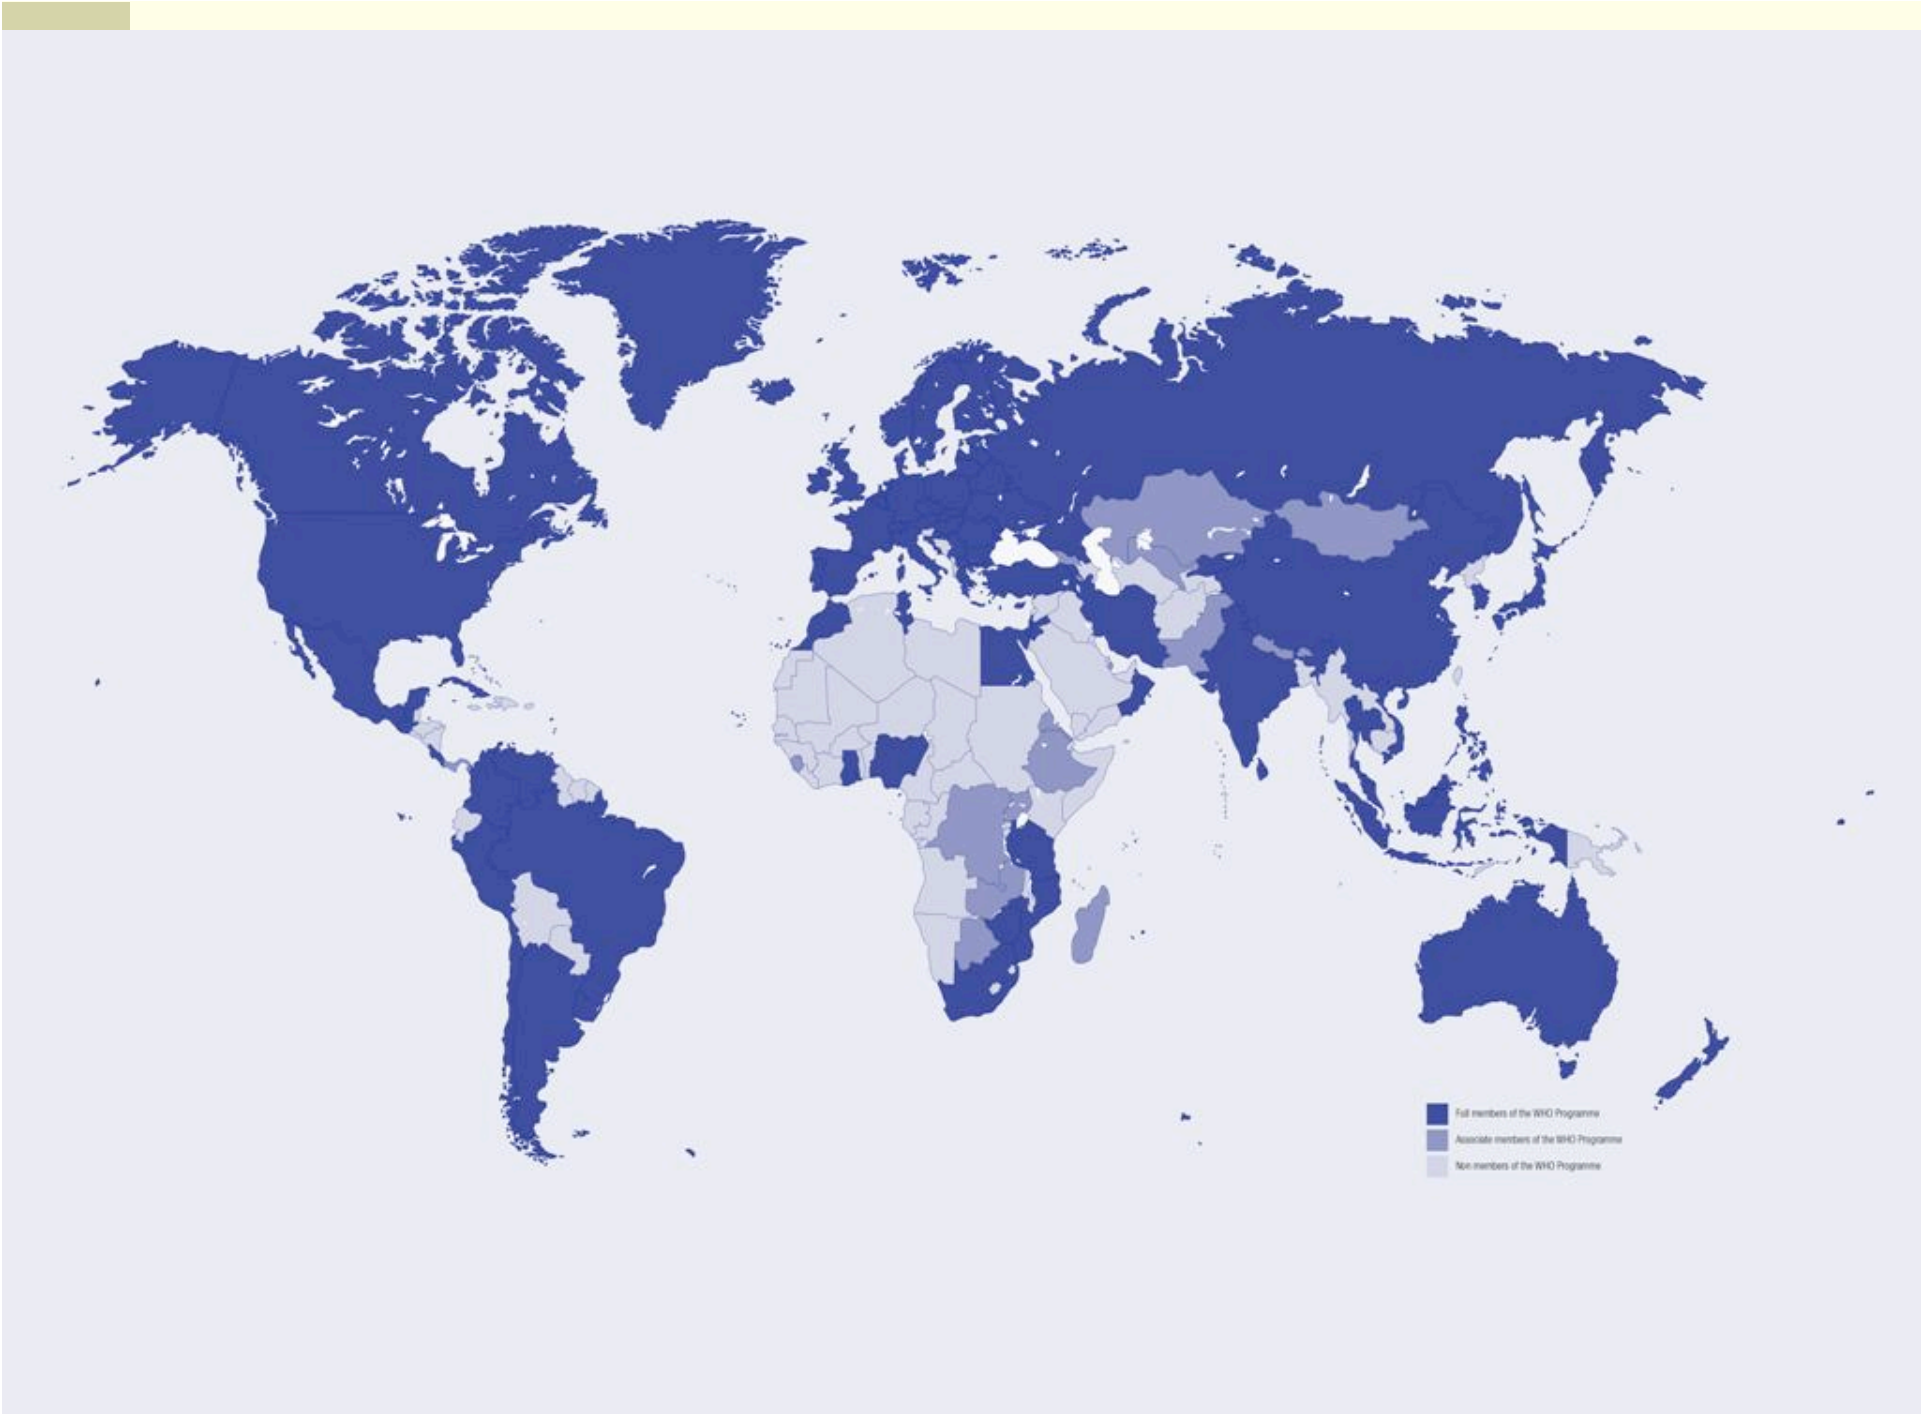 Full members of the WHO Programme
Associate members of the WHO Programme
Non members of the WHO Programme